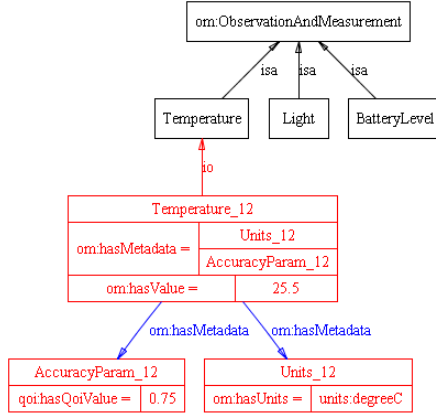 om:ObservationAndMeasurement
isa isa isa
Temperature Light BatteryLevel
io
Temperature_12
om:hasMetadata = Units_12
AccuracyParam_12
om:hasValue = 25.5
om:hasMetadata om:hasMetadata
AccuracyParam_12 Units_12
qoi:hasQoiValue = 0.75 om:hasUnits = units:degreeC